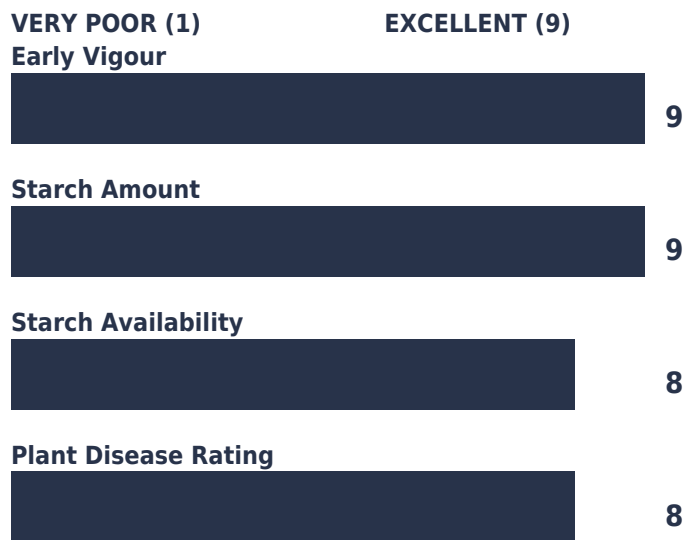 VERY POOR (1) EXCELLENT (9)
Early Vigour
9
Starch Amount
9
Starch Availability
8
Plant Disease Rating
8